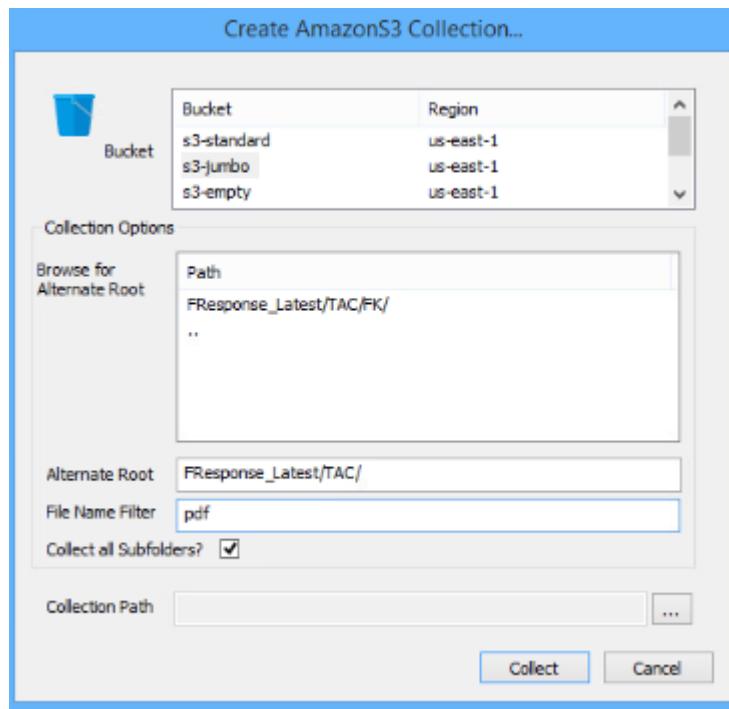 Create AmazonS3 Collection...
Bucket
Bucket Region
s3-standard us-east-1
s3-jumbo us-east-1
s3-empty us-east-1
Collection Options
Browse for
Alternate Root
Path
FResponse_Latest/TAC/FK/
..
Alternate Root FResponse_Latest/TAC/
File Name Filter pdf
Collect all Subfolders?
Collection Path ...
Collect Cancel